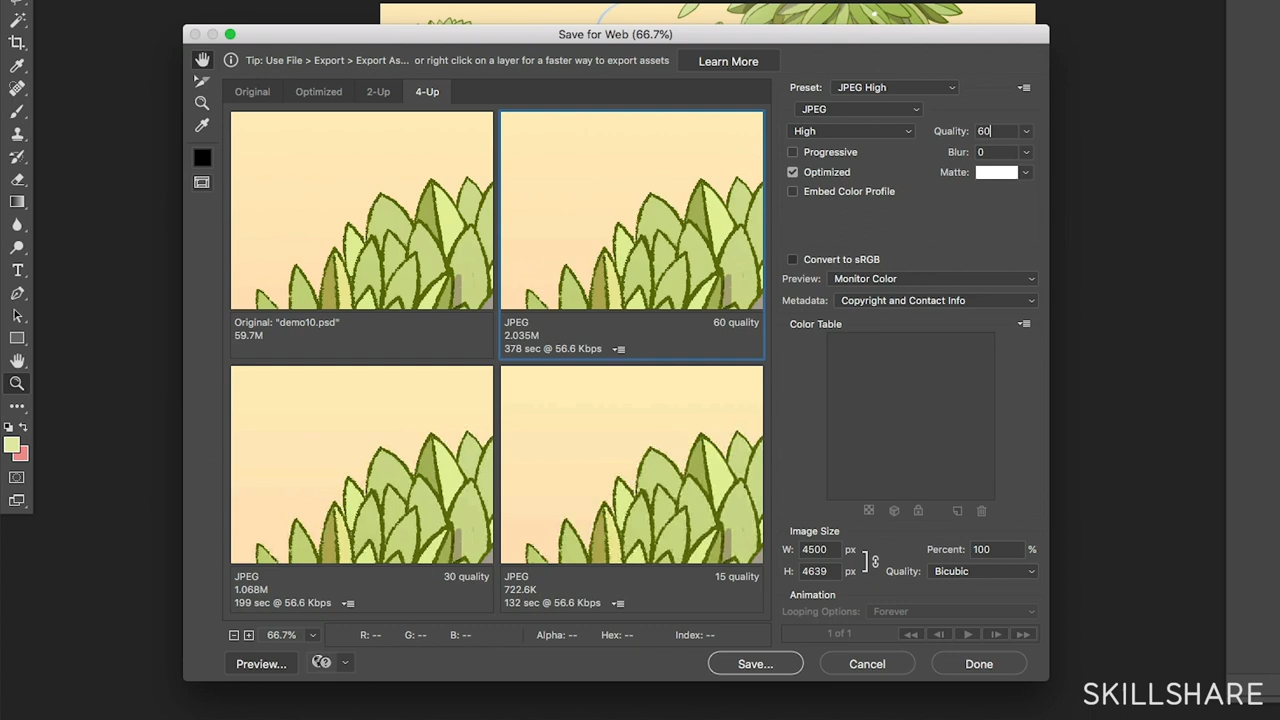 Save for Web (66.7%)
Tip: Use File > Export > Export As... or right click on a layer for a faster way to export assets
Learn More
Original Optimized 2-Up 4-Up
Original: "demo10.psd"
59.7M
JPEG 60 quality
2.035M
378 sec @ 56.6 Kbps
JPEG 30 quality
1.068M
199 sec @ 56.6 Kbps
JPEG 15 quality
722.6K
132 sec @ 56.6 Kbps
66.7% R: -- G: -- B: -- Alpha: -- Hex: -- Index: --
Preview...
Preset: JPEG High
JPEG
High Quality: 60
Progressive Blur: 0
Optimized Matte:
Embed Color Profile
Convert to sRGB
Preview: Monitor Color
Metadata: Copyright and Contact Info
Color Table
Image Size
W: 4500 px Percent: 100 %
H: 4639 px Quality: Bicubic
Animation
Looping Options: Forever
1 of 1
Save... Cancel Done
SKILLSHARE